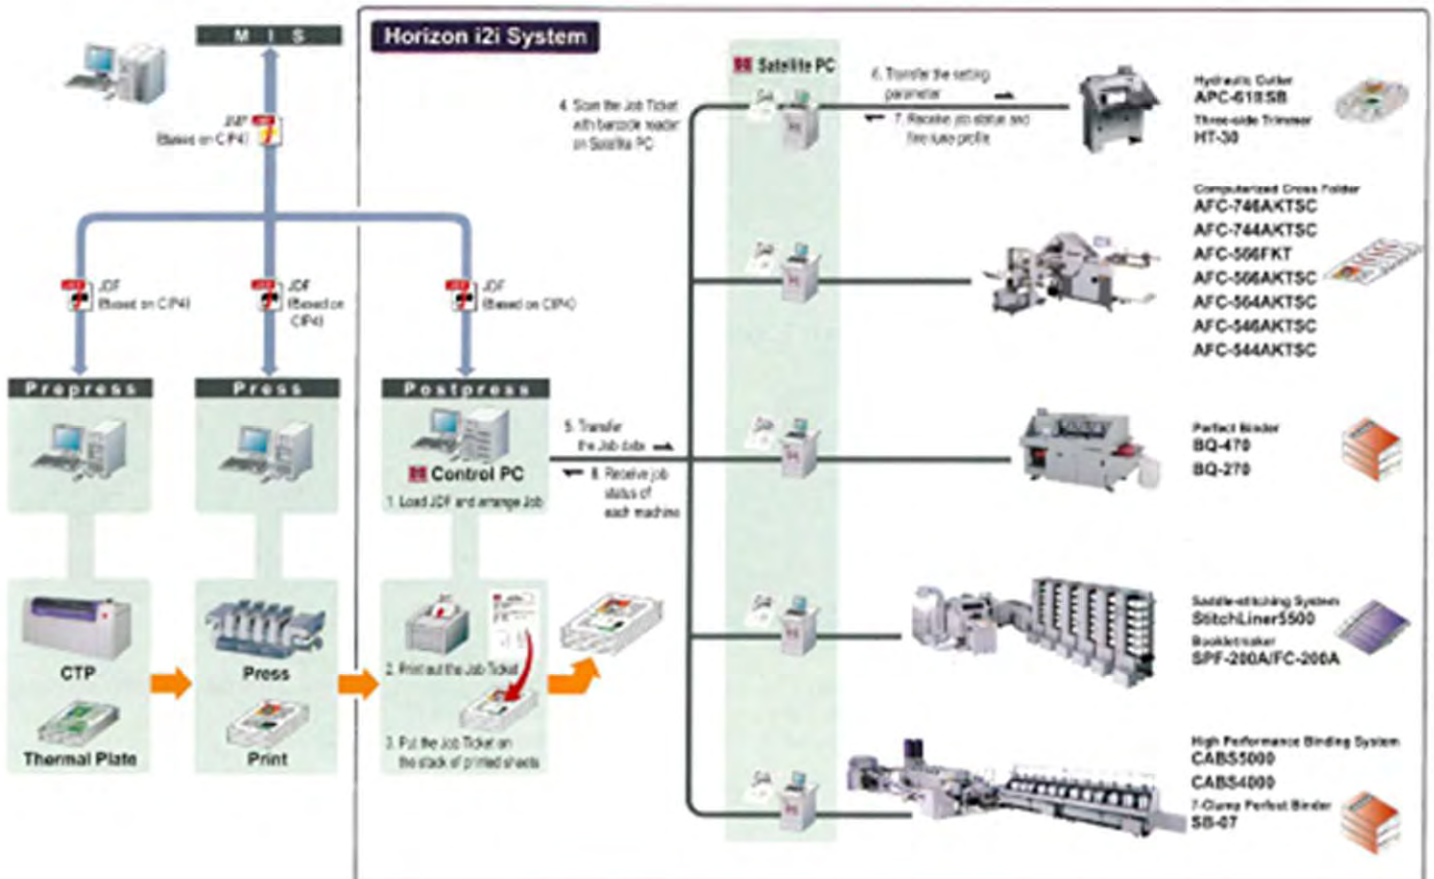 M I S
Horizon i2i System
JMF
(Based on CIP4)
JDF
(Based on CIP4)
JDF
(Based on
CIP4)
JDF
(Based on CIP4)
Prepress
Press
Postpress
Control PC
1. Load JDF and arrange Job
CTP
Thermal Plate
Press
Print
2. Print out the Job Ticket
3. Put the Job Ticket on
the stack of printed sheets
4. Scan the Job Ticket
with barcode reader
on Satellite PC
5. Transfer
the Job data
8. Receive job
status of
each machine
Satellite PC
6. Transfer the setting
parameter
7. Receive job status and
fine-tune profile
Hydraulic Cutter
APC-61BSB
Three-side Trimmer
HT-30
Computerized Cross Folder
AFC-746AKTSC
AFC-744AKTSC
AFC-566FKT
AFC-566AKTSC
AFC-564AKTSC
AFC-546AKTSC
AFC-544AKTSC
Perfect Binder
BQ-470
BQ-270
Saddle-stitching System
StitchLiner5500
Bookletmaker
SPF-200A/FC-200A
High Performance Binding System
CABS5000
CABS4000
7-Clamp Perfect Binder
SB-07